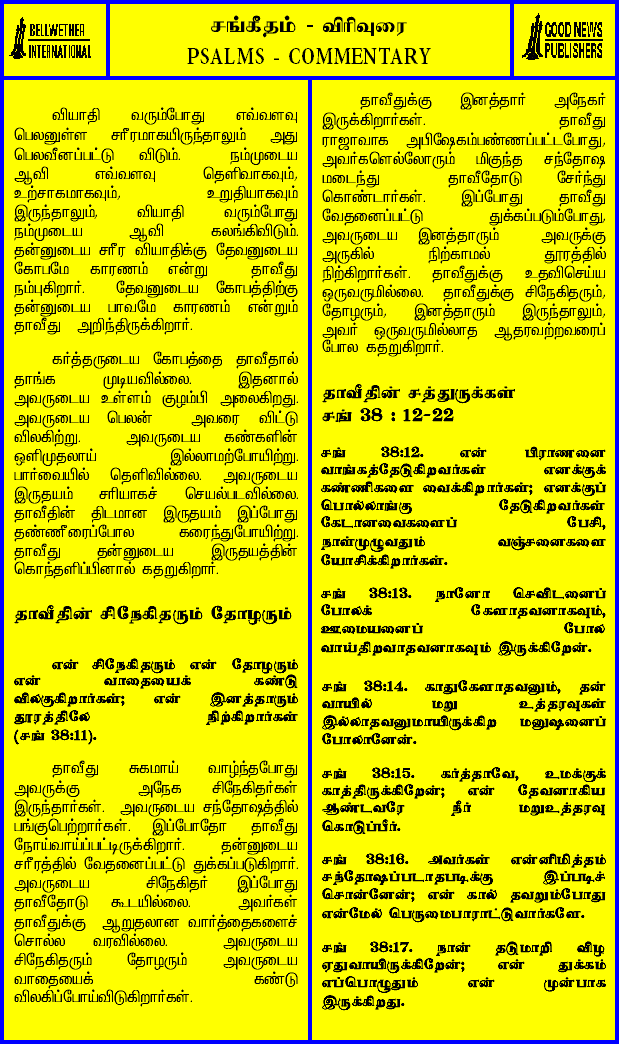 BELLWETHER
INTERNATIONAL
சங்கீதம் - விரிவுரை
PSALMS - COMMENTARY
GOOD NEWS
PUBLISHERS
வியாதி வரும்போது எவ்வளவு
பெலனுள்ள சரீரமாகயிருந்தாலும் அது
பெலவீனப்பட்டு விடும். நம்முடைய
ஆவி எவ்வளவு தெளிவாகவும்,
உற்சாகமாகவும், உறுதியாகவும்
இருந்தாலும், வியாதி வரும்போது
நம்முடைய ஆவி கலங்கிவிடும்.
தன்னுடைய சரீர வியாதிக்கு தேவனுடைய
கோபமே காரணம் என்று தாவீது
நம்புகிறார். தேவனுடைய கோபத்திற்கு
தன்னுடைய பாவமே காரணம் என்றும்
தாவீது அறிந்திருக்கிறார்.
கர்த்தருடைய கோபத்தை தாவீதால்
தாங்க முடியவில்லை. இதனால்
அவருடைய உள்ளம் குழம்பி அலைகிறது.
அவருடைய பெலன் அவரை விட்டு
விலகிற்று. அவருடைய கண்களின்
ஒளிமுதலாய் இல்லாமற்போயிற்று.
பார்வையில் தெளிவில்லை. அவருடைய
இருதயம் சரியாகச் செயல்படவில்லை.
தாவீதின் திடமான இருதயம் இப்போது
தண்ணீரைப்போல கரைந்துபோயிற்று.
தாவீது தன்னுடைய இருதயத்தின்
கொந்தளிப்பினால் கதறுகிறார்.
தாவீதின் சிநேகிதரும் தோழரும்
என் சிநேகிதரும் என் தோழரும்
என் வாதையைக் கண்டு
விலகுகிறார்கள்; என் இனத்தாரும்
தூரத்திலே நிற்கிறார்கள்
(சங் 38:11).
தாவீது சுகமாய் வாழ்ந்தபோது
அவருக்கு அநேக சிநேகிதர்கள்
இருந்தார்கள். அவருடைய சந்தோஷத்தில்
பங்குபெற்றார்கள். இப்போதோ தாவீது
நோய்வாய்ப்பட்டிருக்கிறார். தன்னுடைய
சரீரத்தில் வேதனைப்பட்டு துக்கப்படுகிறார்.
அவருடைய சிநேகிதர் இப்போது
தாவீதோடு கூடயில்லை. அவர்கள்
தாவீதுக்கு ஆறுதலான வார்த்தைகளைச்
சொல்ல வரவில்லை. அவருடைய
சிநேகிதரும் தோழரும் அவருடைய
வாதையைக் கண்டு
விலகிப்போய்விடுகிறார்கள்.
தாவீதுக்கு இனத்தார் அநேகர்
இருக்கிறார்கள். தாவீது
ராஜாவாக அபிஷேகம்பண்ணப்பட்டபோது,
அவர்களெல்லோரும் மிகுந்த சந்தோஷ
மடைந்து தாவீதோடு சேர்ந்து
கொண்டார்கள். இப்போது தாவீது
வேதனைப்பட்டு துக்கப்படும்போது,
அவருடைய இனத்தாரும் அவருக்கு
அருகில் நிற்காமல் தூரத்தில்
நிற்கிறார்கள். தாவீதுக்கு உதவிசெய்ய
ஒருவருமில்லை. தாவீதுக்கு சிநேகிதரும்,
தோழரும், இனத்தாரும் இருந்தாலும்,
அவர் ஒருவருமில்லாத ஆதரவற்றவரைப்
போல கதறுகிறார்.
தாவீதின் சத்துருக்கள்
சங் 38 : 12-22
சங் 38:12. என் பிராணனை
வாங்கத்தேடுகிறவர்கள் எனக்குக்
கண்ணிகளை வைக்கிறார்கள்; எனக்குப்
பொல்லாங்கு தேடுகிறவர்கள்
கேடானவைகளைப் பேசி,
நாள்முழுவதும் வஞ்சனைகளை
யோசிக்கிறார்கள்.
சங் 38:13. நானோ செவிடனைப்
போலக் கேளாதவனாகவும்,
ஊமையனைப் போல
வாய்திறவாதவனாகவும் இருக்கிறேன்.
சங் 38:14. காதுகேளாதவனும், தன்
வாயில் மறு உத்தரவுகள்
இல்லாதவனுமாயிருக்கிற மனுஷனைப்
போலானேன்.
சங் 38:15. கர்த்தாவே, உமக்குக்
காத்திருக்கிறேன்; என் தேவனாகிய
ஆண்டவரே நீர் மறுஉத்தரவு
கொடுப்பீர்.
சங் 38:16. அவர்கள் என்னிமித்தம்
சந்தோஷப்படாதபடிக்கு இப்படிச்
சொன்னேன்; என் கால் தவறும்போது
என்மேல் பெருமைபாராட்டுவார்களே.
சங் 38:17. நான் தடுமாறி விழ
ஏதுவாயிருக்கிறேன்; என் துக்கம்
எப்பொழுதும் என் முன்பாக
இருக்கிறது.